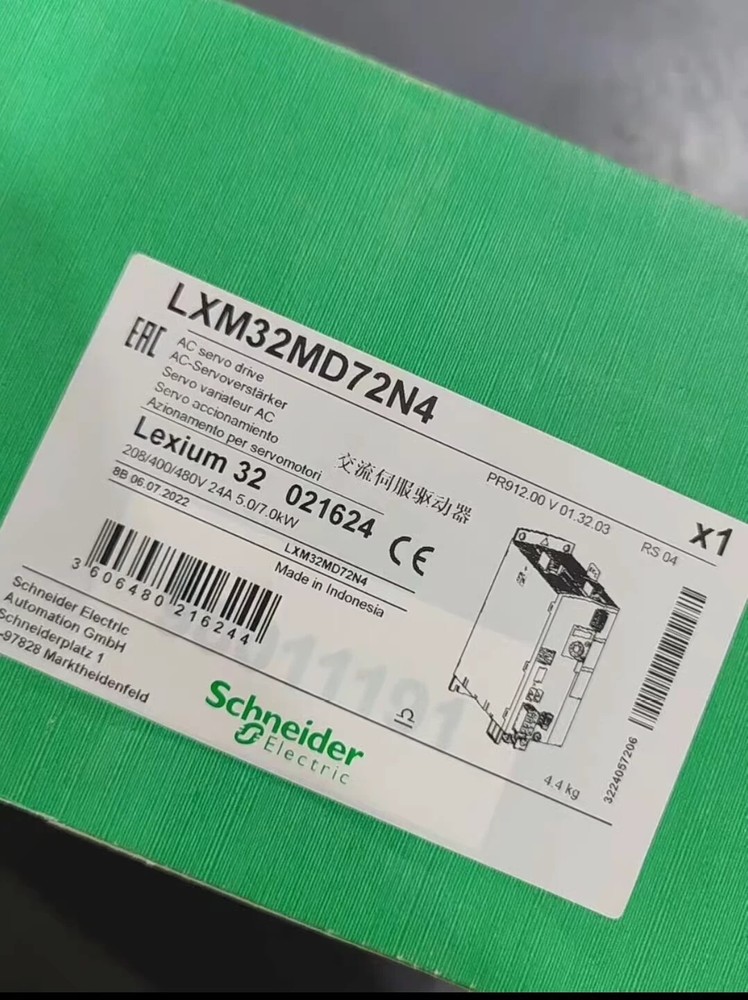 LXM32MD72N4
EAC
AC servo drive
AC-Servoverstärker
Servo variateur AC
Servo accionamiento
Azionamento per servomotori
交流伺服驱动器
Lexium 32 021624
208/400/480V 24A 5.0/7.0kW
8B 06.07.2022
PR912.00 V 01.32.03
RS 04
x1
CE
LXM32MD72N4
Made in Indonesia
3 606480 216244
Schneider Electric
Automation GmbH
Schneiderplatz 1
-97828 Marktheidenfeld
Schneider
Electric
4.4 kg
3224057206